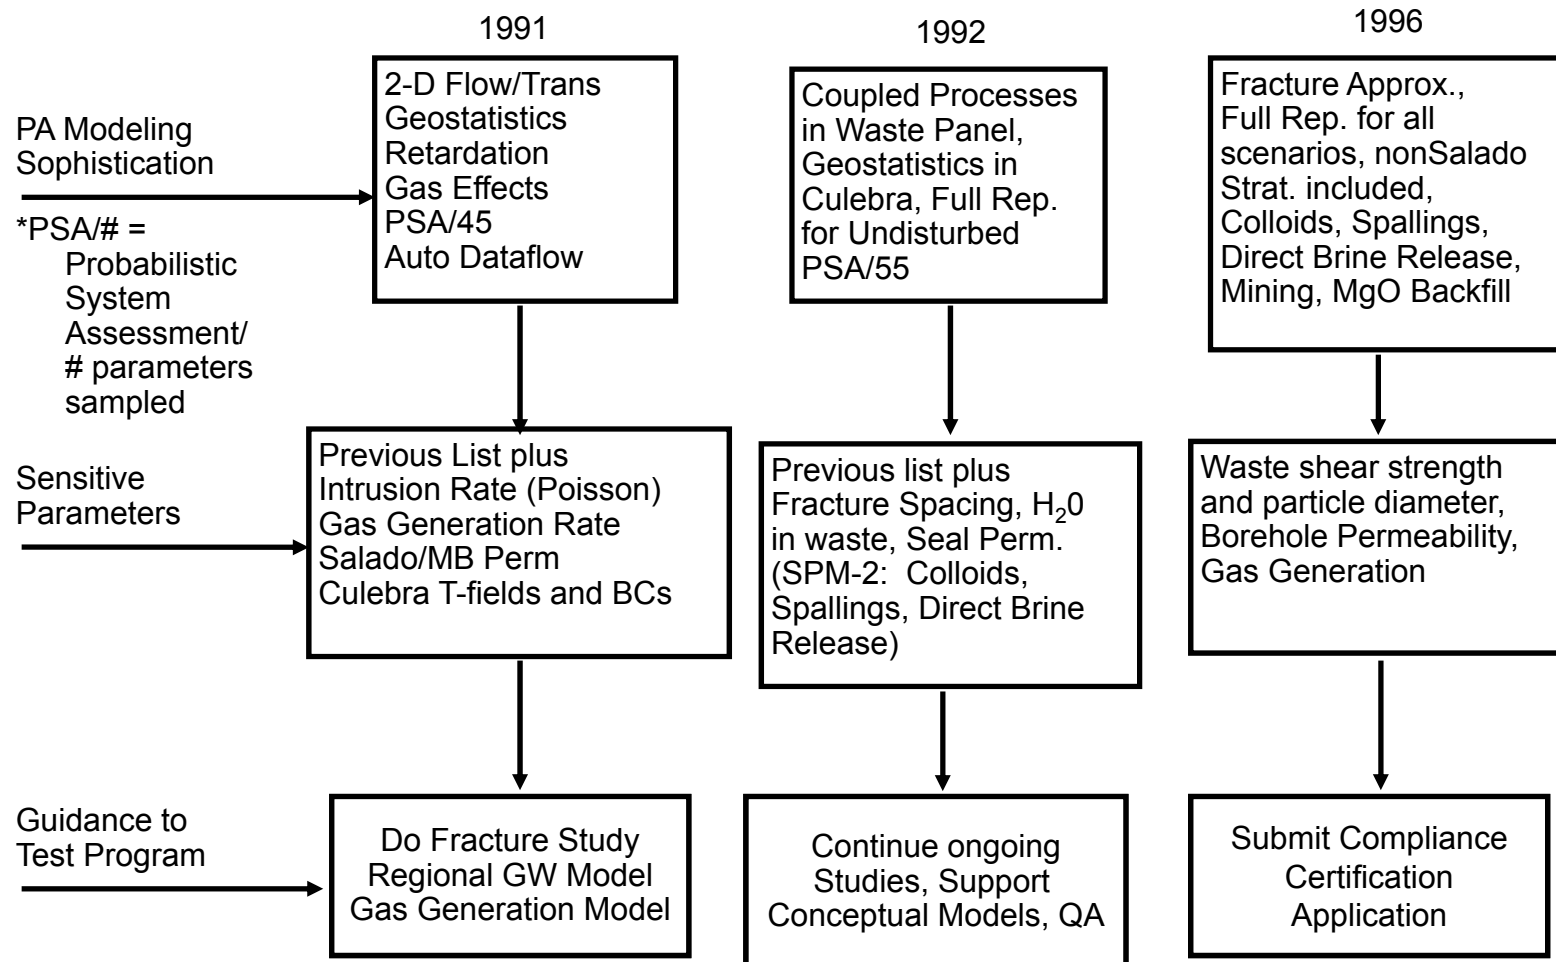 1991
1992
1996
PA Modeling
Sophistication
*PSA/# =
Probabilistic
System
Assessment/
# parameters
sampled
2-D Flow/Trans
Geostatistics
Retardation
Gas Effects
PSA/45
Auto Dataflow
Coupled Processes
in Waste Panel,
Geostatistics in
Culebra, Full Rep.
for Undisturbed
PSA/55
Fracture Approx.,
Full Rep. for all
scenarios, nonSalado
Strat. included,
Colloids, Spallings,
Direct Brine Release,
Mining, MgO Backfill
Sensitive
Parameters
Previous List plus
Intrusion Rate (Poisson)
Gas Generation Rate
Salado/MB Perm
Culebra T-fields and BCs
Previous list plus
Fracture Spacing, H₂0
in waste, Seal Perm.
(SPM-2:  Colloids,
Spallings, Direct Brine
Release)
Waste shear strength
and particle diameter,
Borehole Permeability,
Gas Generation
Guidance to
Test Program
Do Fracture Study
Regional GW Model
Gas Generation Model
Continue ongoing
Studies, Support
Conceptual Models, QA
Submit Compliance
Certification
Application